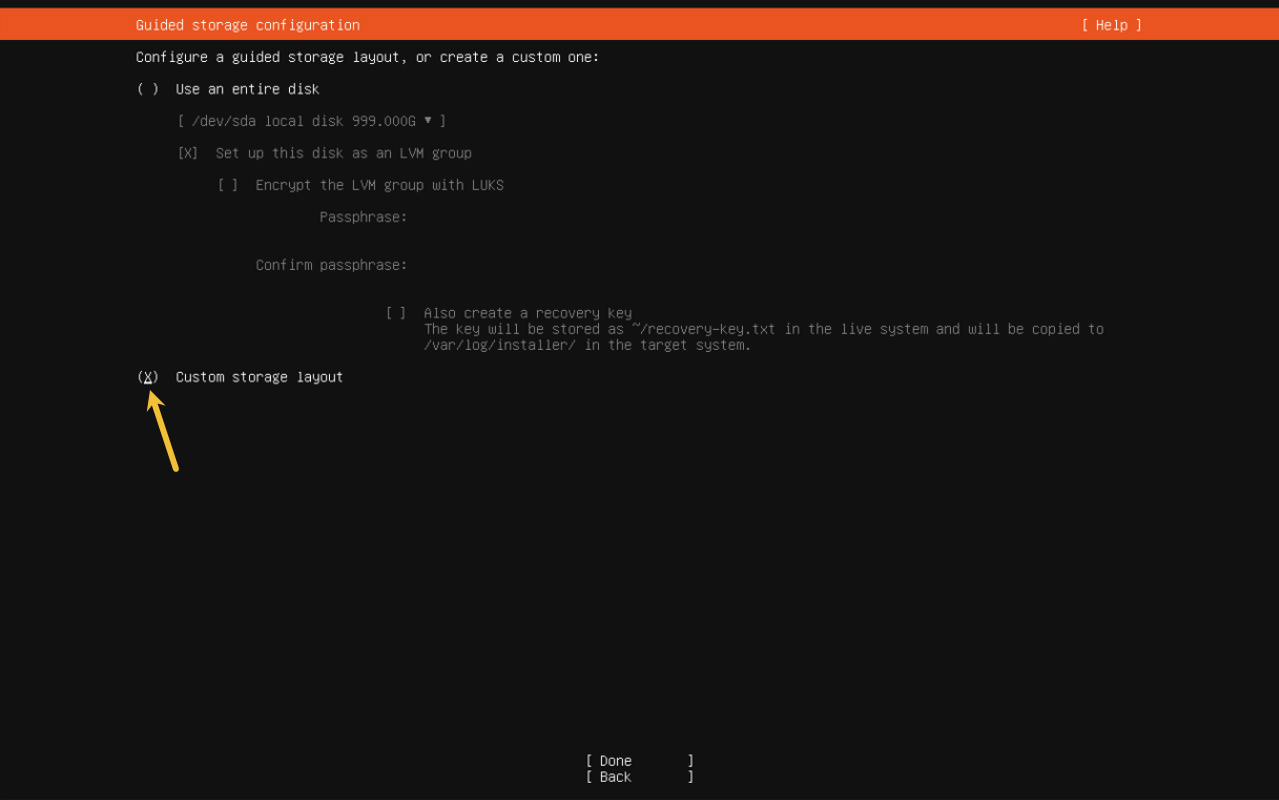 Guided storage configuration [ Help ]
Configure a guided storage layout, or create a custom one:
( ) Use an entire disk
[ /dev/sda local disk 999.000G ▾ ]
[X] Set up this disk as an LVM group
[ ] Encrypt the LVM group with LUKS
Passphrase:
Confirm passphrase:
[ ] Also create a recovery key
The key will be stored as ~/recovery-key.txt in the live system and will be copied to
/var/log/installer/ in the target system.
(X) Custom storage layout
[ Done ]
[ Back ]